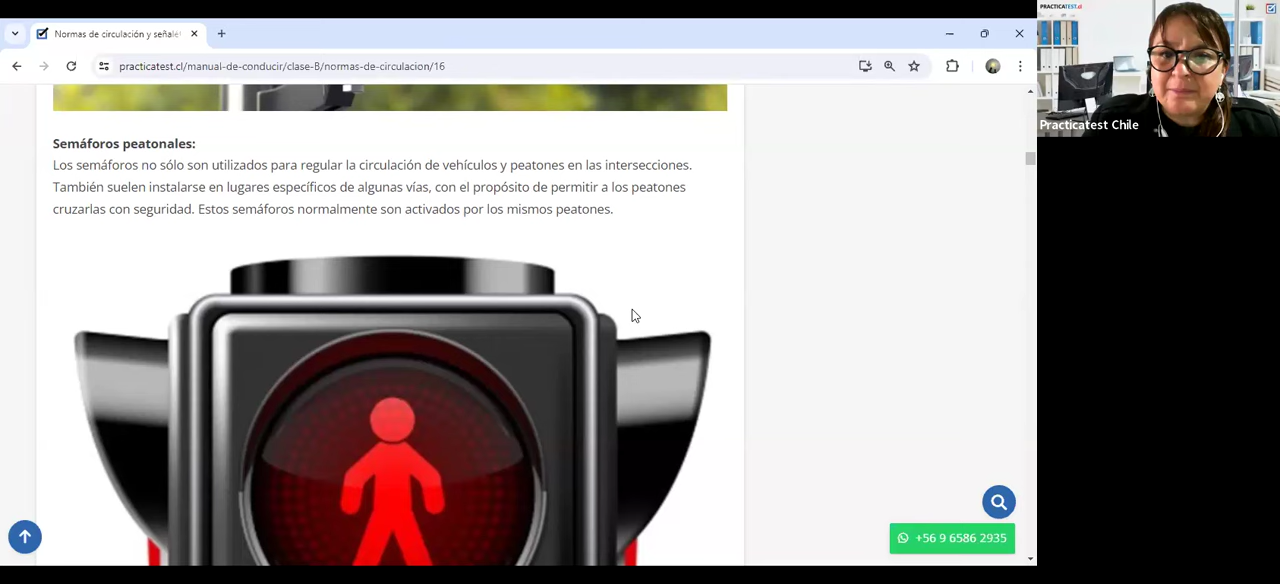 Normas de circulación y señale
practicatest.cl/manual-de-conducir/clase-B/normas-de-circulacion/16
PRACTICATEST.cl
Practicatest Chile
Semáforos peatonales:
Los semáforos no sólo son utilizados para regular la circulación de vehículos y peatones en las intersecciones.
También suelen instalarse en lugares específicos de algunas vías, con el propósito de permitir a los peatones
cruzarlas con seguridad. Estos semáforos normalmente son activados por los mismos peatones.
+56 9 6586 2935